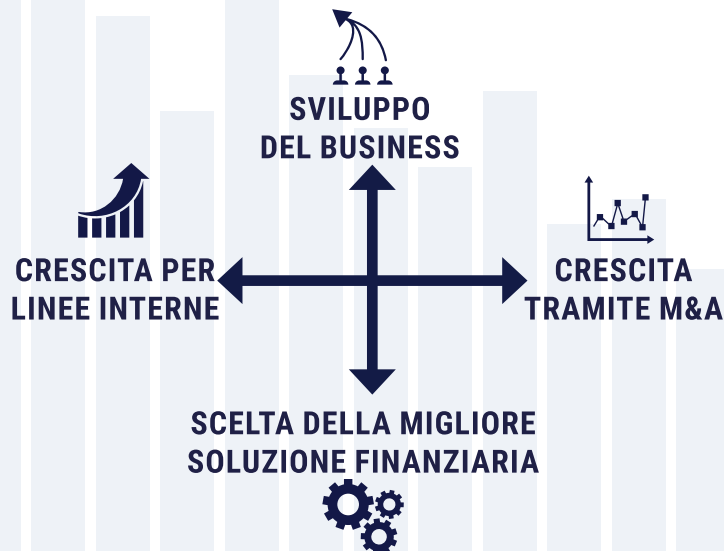 SVILUPPO
DEL BUSINESS
CRESCITA PER
LINEE INTERNE
CRESCITA
TRAMITE M&A
SCELTA DELLA MIGLIORE
SOLUZIONE FINANZIARIA